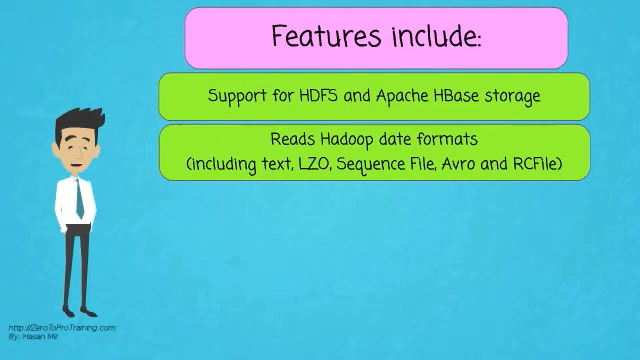 Features include:
Support for HDFS and Apache HBase storage
Reads Hadoop date formats
(including text, LZO, Sequence File, Avro and RCFile)
http://ZeroToProTraining.com
By: Hasan Mir